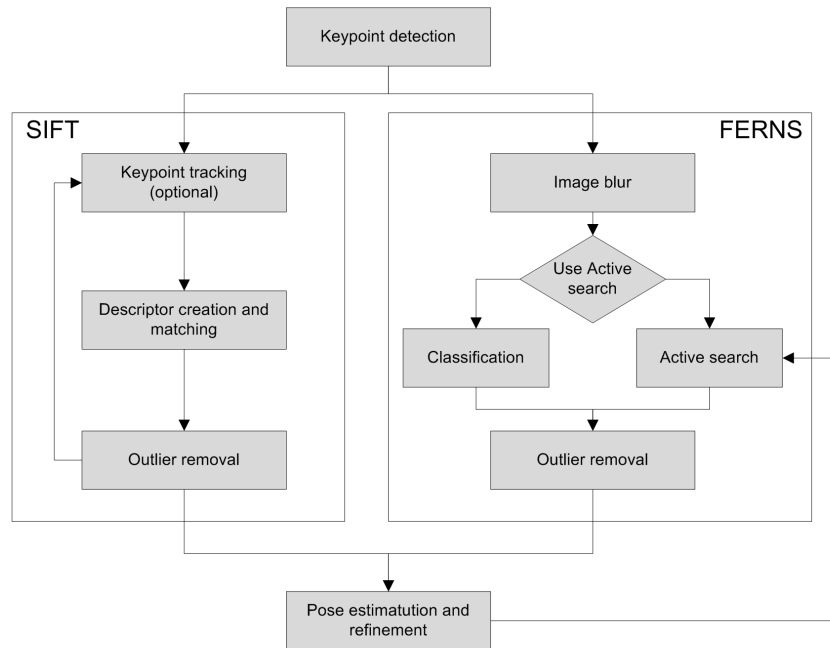 Keypoint detection
SIFT
Keypoint tracking
(optional)
Descriptor creation and
matching
Outlier removal
FERNS
Image blur
Use Active
search
Classification
Active search
Outlier removal
Pose estimatution and
refinement